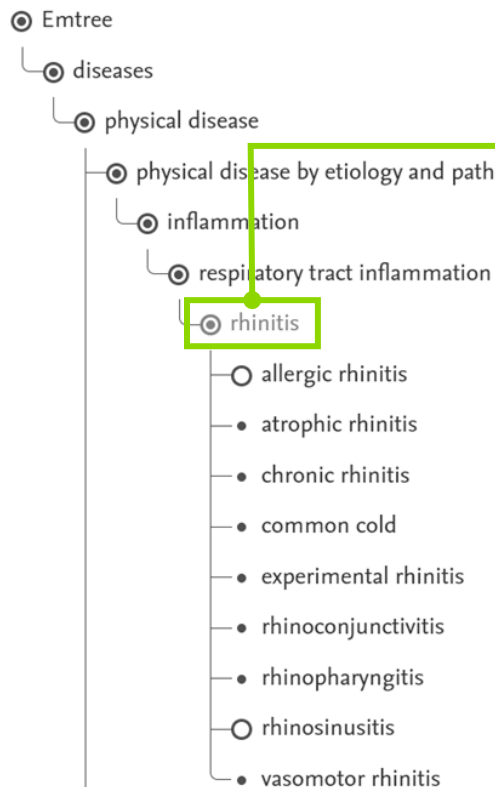 Emtree
diseases
physical disease
physical disease by etiology and path
inflammation
respiratory tract inflammation
rhinitis
allergic rhinitis
atrophic rhinitis
chronic rhinitis
common cold
experimental rhinitis
rhinoconjunctivitis
rhinopharyngitis
rhinosinusitis
vasomotor rhinitis